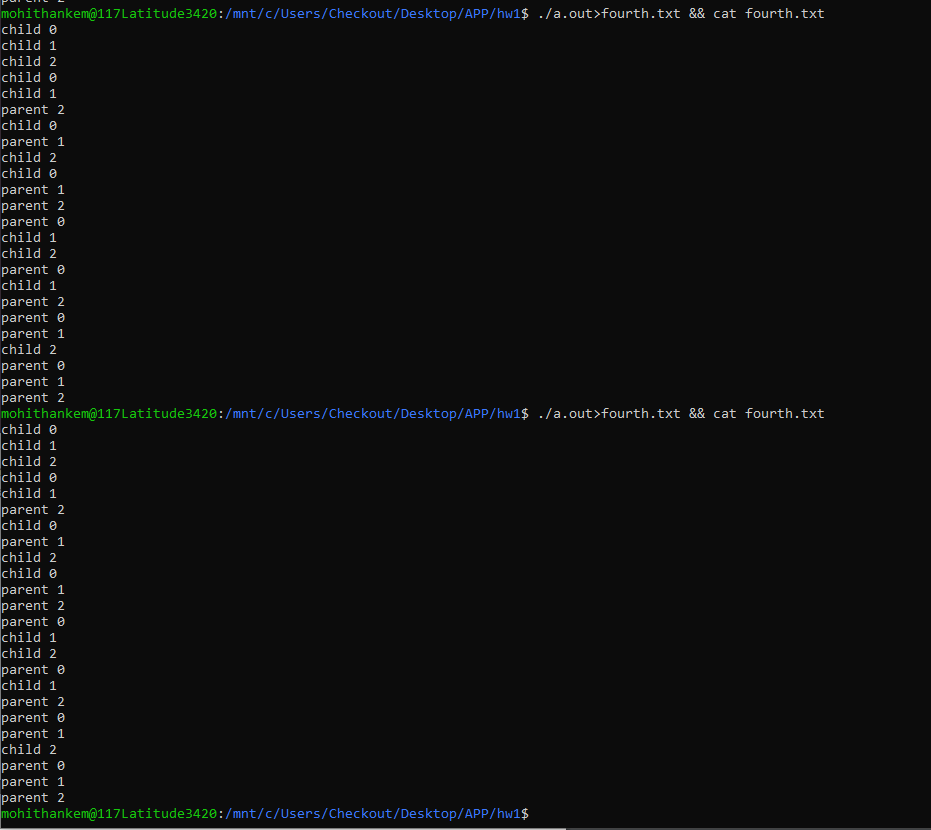 mohithankem@117Latitude3420:/mnt/c/Users/Checkout/Desktop/APP/hw1$ ./a.out>fourth.txt && cat fourth.txt
child 0
child 1
child 2
child 0
child 1
parent 2
child 0
parent 1
child 2
child 0
parent 1
parent 2
parent 0
child 1
child 2
parent 0
child 1
parent 2
parent 0
parent 1
child 2
parent 0
parent 1
parent 2
mohithankem@117Latitude3420:/mnt/c/Users/Checkout/Desktop/APP/hw1$ ./a.out>fourth.txt && cat fourth.txt
child 0
child 1
child 2
child 0
child 1
parent 2
child 0
parent 1
child 2
child 0
parent 1
parent 2
parent 0
child 1
child 2
parent 0
child 1
parent 2
parent 0
parent 1
child 2
parent 0
parent 1
parent 2
mohithankem@117Latitude3420:/mnt/c/Users/Checkout/Desktop/APP/hw1$